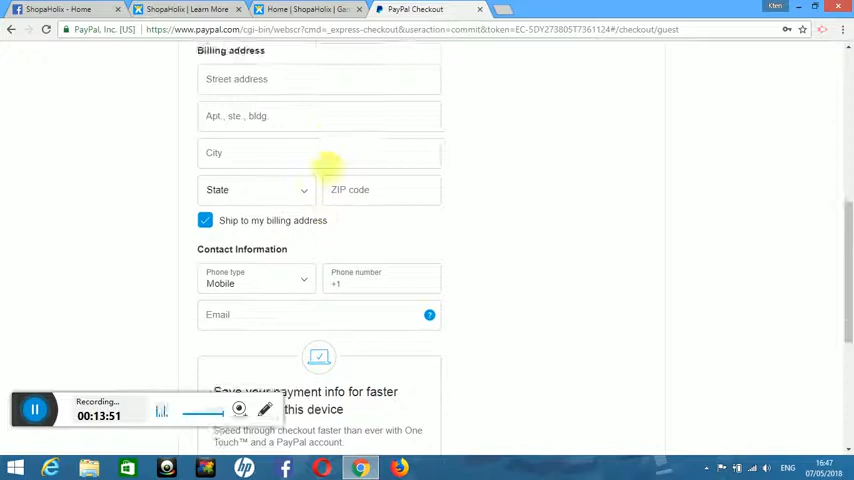 ShopaHolix - Home
ShopaHolix | Learn More
Home | ShopaHolix | Gar
PayPal Checkout
Kten
PayPal, Inc. [US]
https://www.paypal.com/cgi-bin/webscr?cmd=_express-checkout&useraction=commit&token=EC-5DY273805T7361124#/checkout/guest
Billing address
Street address
Apt., ste., bldg.
City
State
ZIP code
Ship to my billing address
Contact Information
Phone type
Mobile
Phone number
+1
Email
?
Save your payment info for faster
this device
Speed through checkout faster than ever with One
Touch™ and a PayPal account.
Recording...
00:13:51
hp
ENG
16:47
07/05/2018